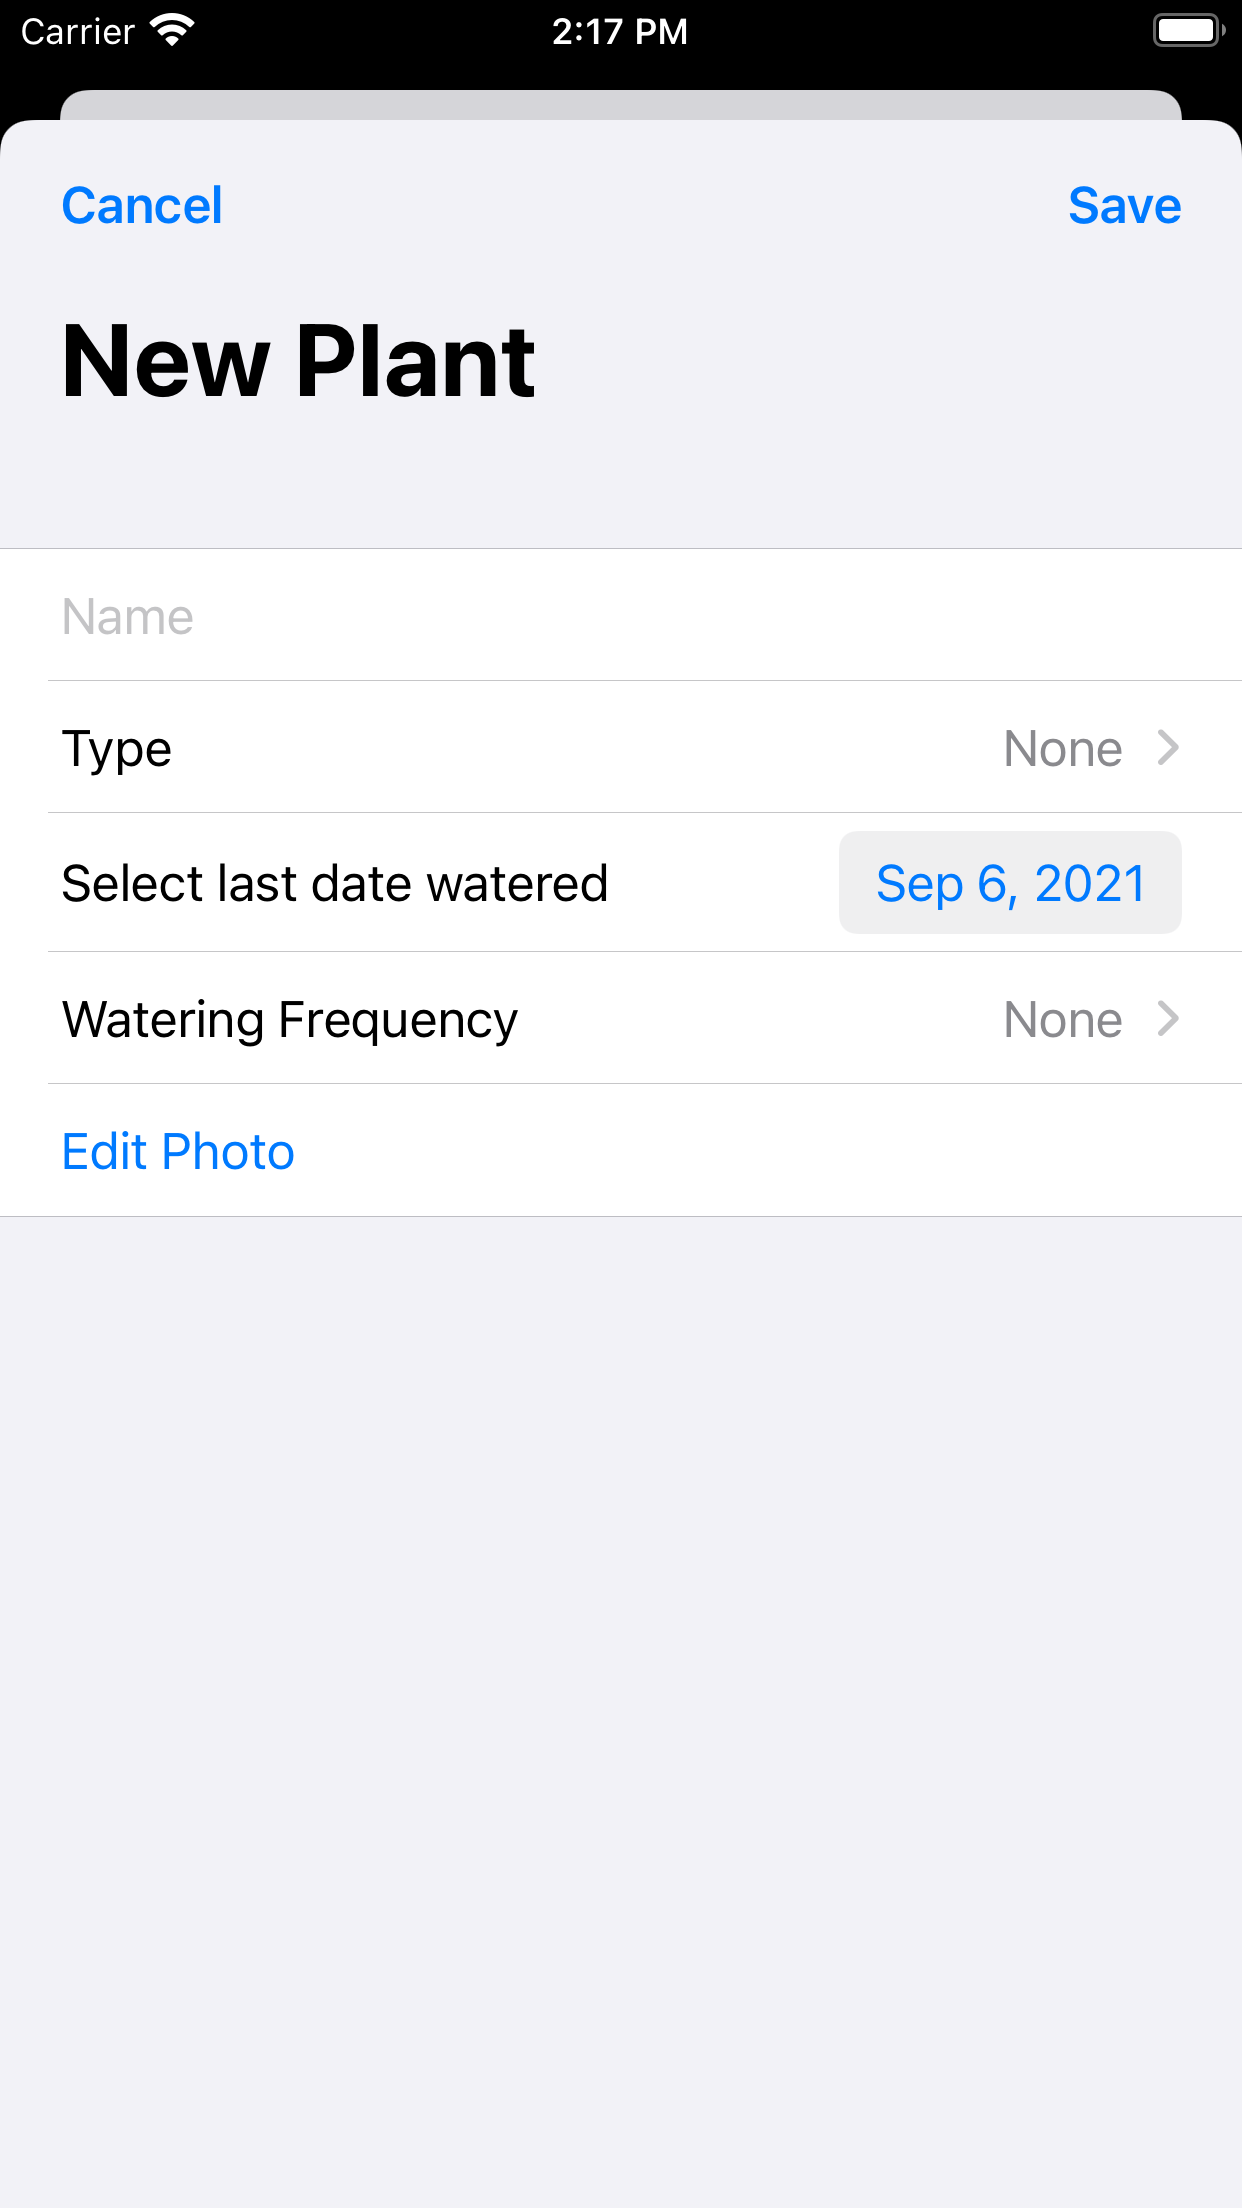 Carrier 2:17 PM
Cancel Save
New Plant
Name
Type None
Select last date watered Sep 6, 2021
Watering Frequency None
Edit Photo